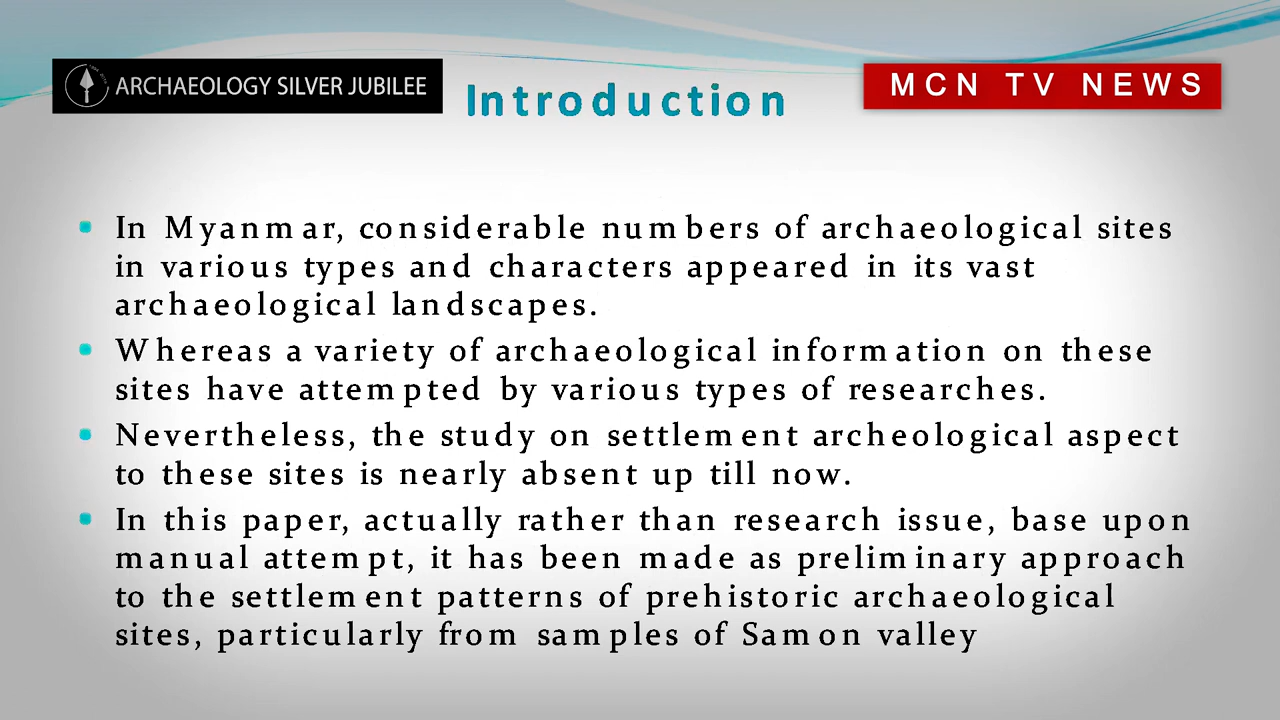 ARCHAEOLOGY SILVER JUBILEE
Introduction
MCN TV NEWS
In Myanmar, considerable numbers of archaeological sites
in various types and characters appeared in its vast
archaeological landscapes.
Whereas a variety of archaeological information on these
sites have attempted by various types of researches.
Nevertheless, the study on settlement archeological aspect
to these sites is nearly absent up till now.
In this paper, actually rather than research issue, base upon
manual attempt, it has been made as preliminary approach
to the settlement patterns of prehistoric archaeological
sites, particularly from samples of Samon valley